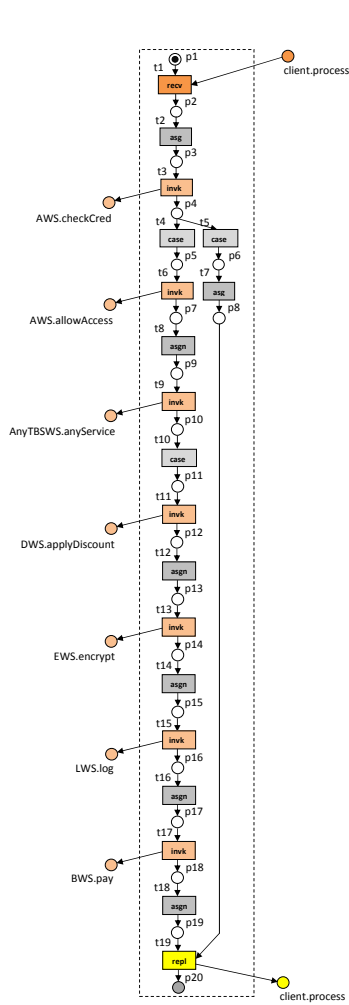 p1
t1
client.process
recv
p2
t2
asg
p3
t3
invk
p4
AWS.checkCred
t4
t5
case
case
p5
p6
t6
t7
invk
asg
p7
p8
AWS.allowAccess
t8
asgn
p9
t9
invk
p10
AnyTBSWS.anyService
t10
case
p11
t11
invk
p12
DWS.applyDiscount
t12
asgn
p13
t13
invk
p14
EWS.encrypt
t14
asgn
p15
t15
invk
p16
LWS.log
t16
asgn
p17
t17
invk
p18
BWS.pay
t18
asgn
p19
t19
repl
p20
client.process